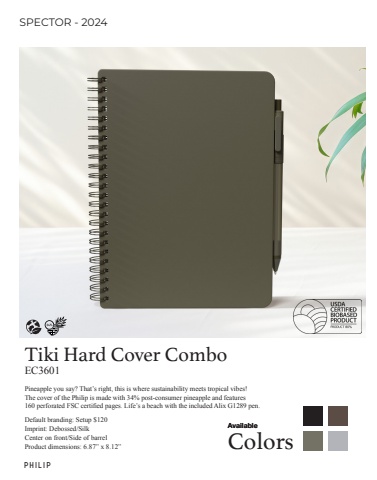 SPECTOR - 2024
USDA
CERTIFIED
BIOBASED
PRODUCT
Tiki Hard Cover Combo
EC3601
Pineapple you say? That's right, this is where sustainability meets tropical vibes!
The cover of the Philip is made with 34% post-consumer pineapple and features
160 perforated FSC certified pages. Life's a beach with the included Alix G1289 pen.
Default branding: Setup $120
Imprint: Debossed/Silk
Center on front/Side of barrel
Product dimensions: 6.87" x 8.12"
Available
Colors
PHILIP